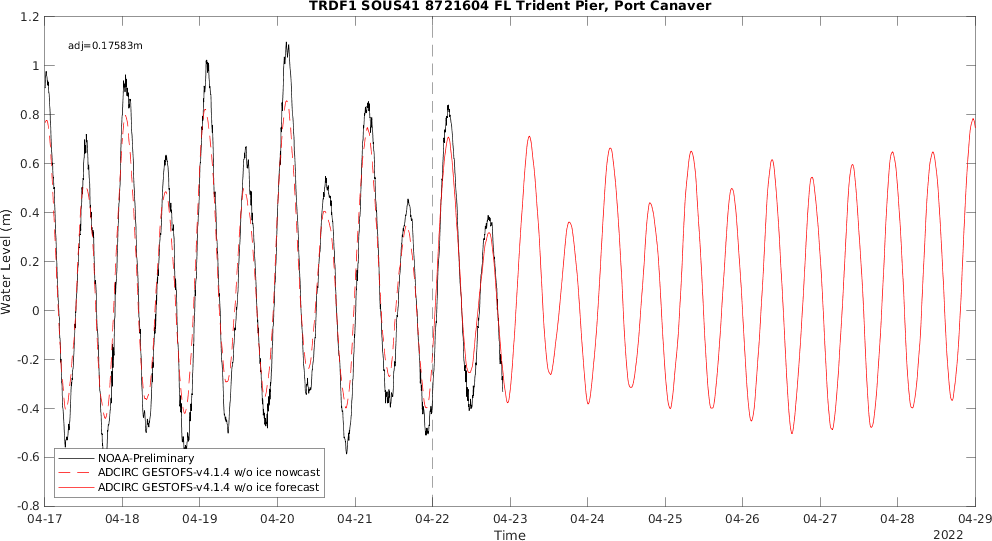 TRDF1 SOUS41 8721604 FL Trident Pier, Port Canaver
adj=0.17583m
1.2
1
0.8
0.6
0.4
0.2
0
-0.2
-0.4
-0.6
-0.8
Water Level (m)
NOAA-Preliminary
ADCIRC GESTOFS-v4.1.4 w/o ice nowcast
ADCIRC GESTOFS-v4.1.4 w/o ice forecast
04-17 04-18 04-19 04-20 04-21 04-22 04-23 04-24 04-25 04-26 04-27 04-28 04-29
Time
2022